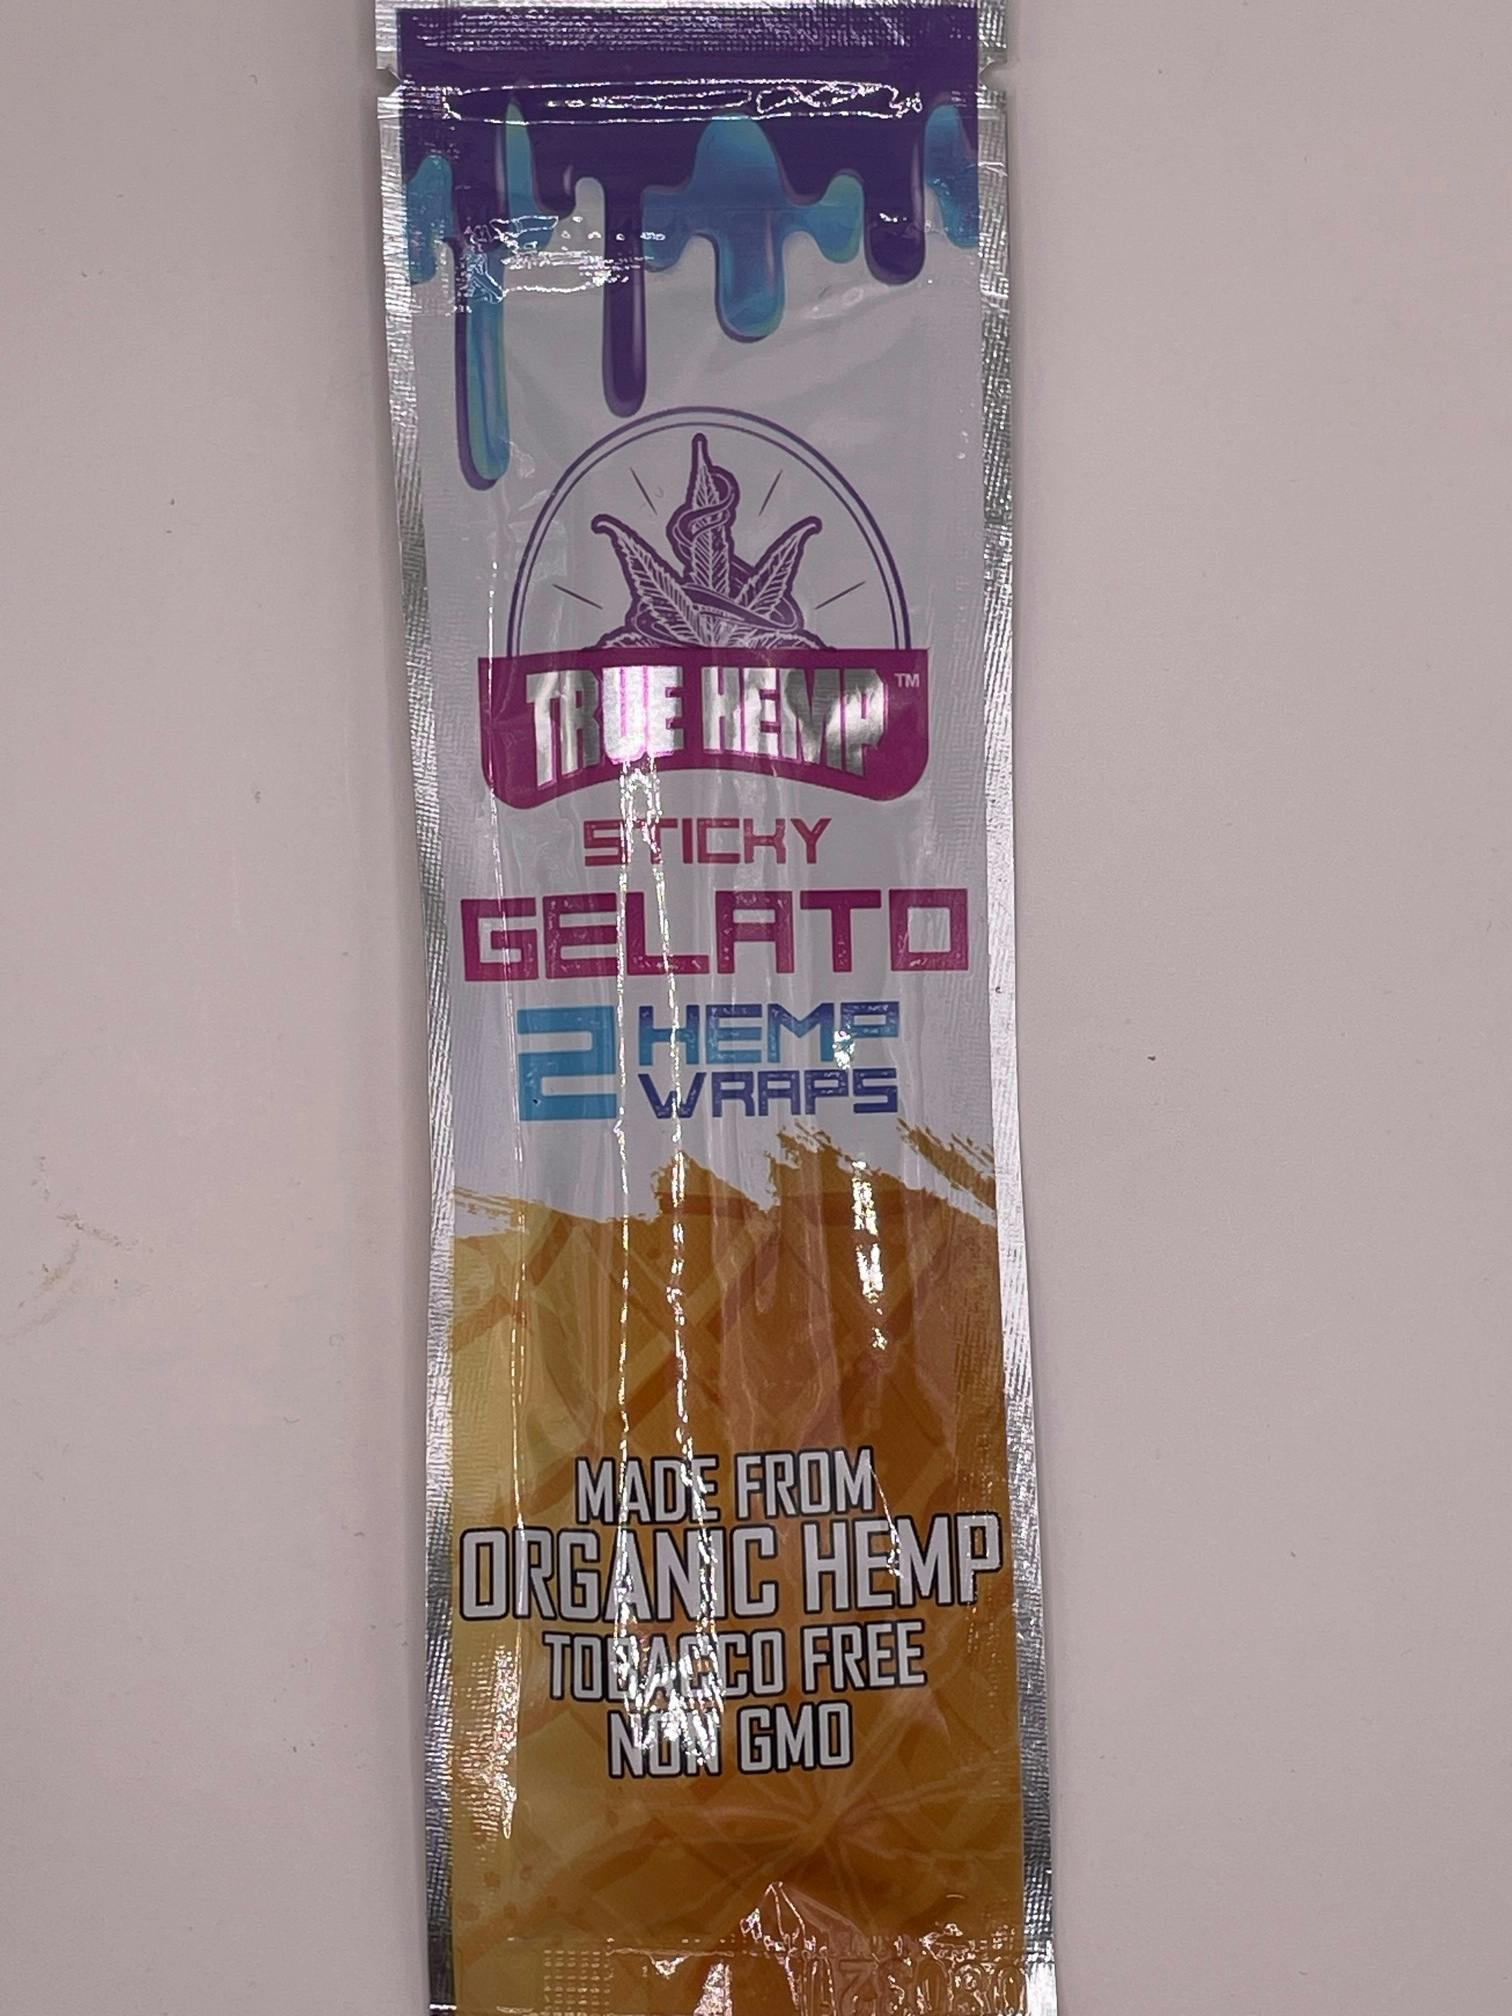 TRUE HEMP™
STICKY
GELATO
2 HEMP
WRAPS
MADE FROM
ORGANIC HEMP
TOBACCO FREE
NON GMO